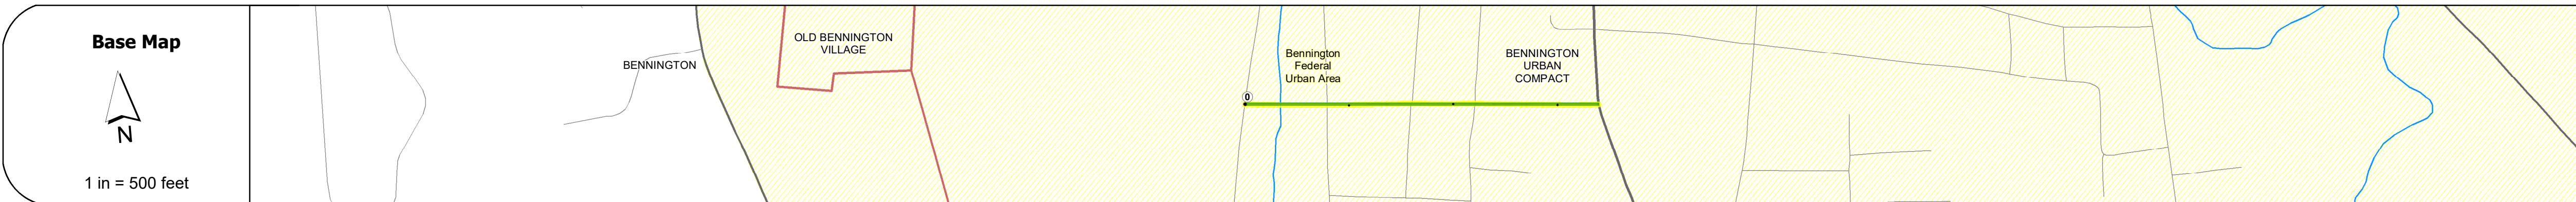 Base Map
N
1 in = 500 feet
BENNINGTON
OLD BENNINGTON
VILLAGE
0
Bennington
Federal
Urban Area
BENNINGTON
URBAN
COMPACT